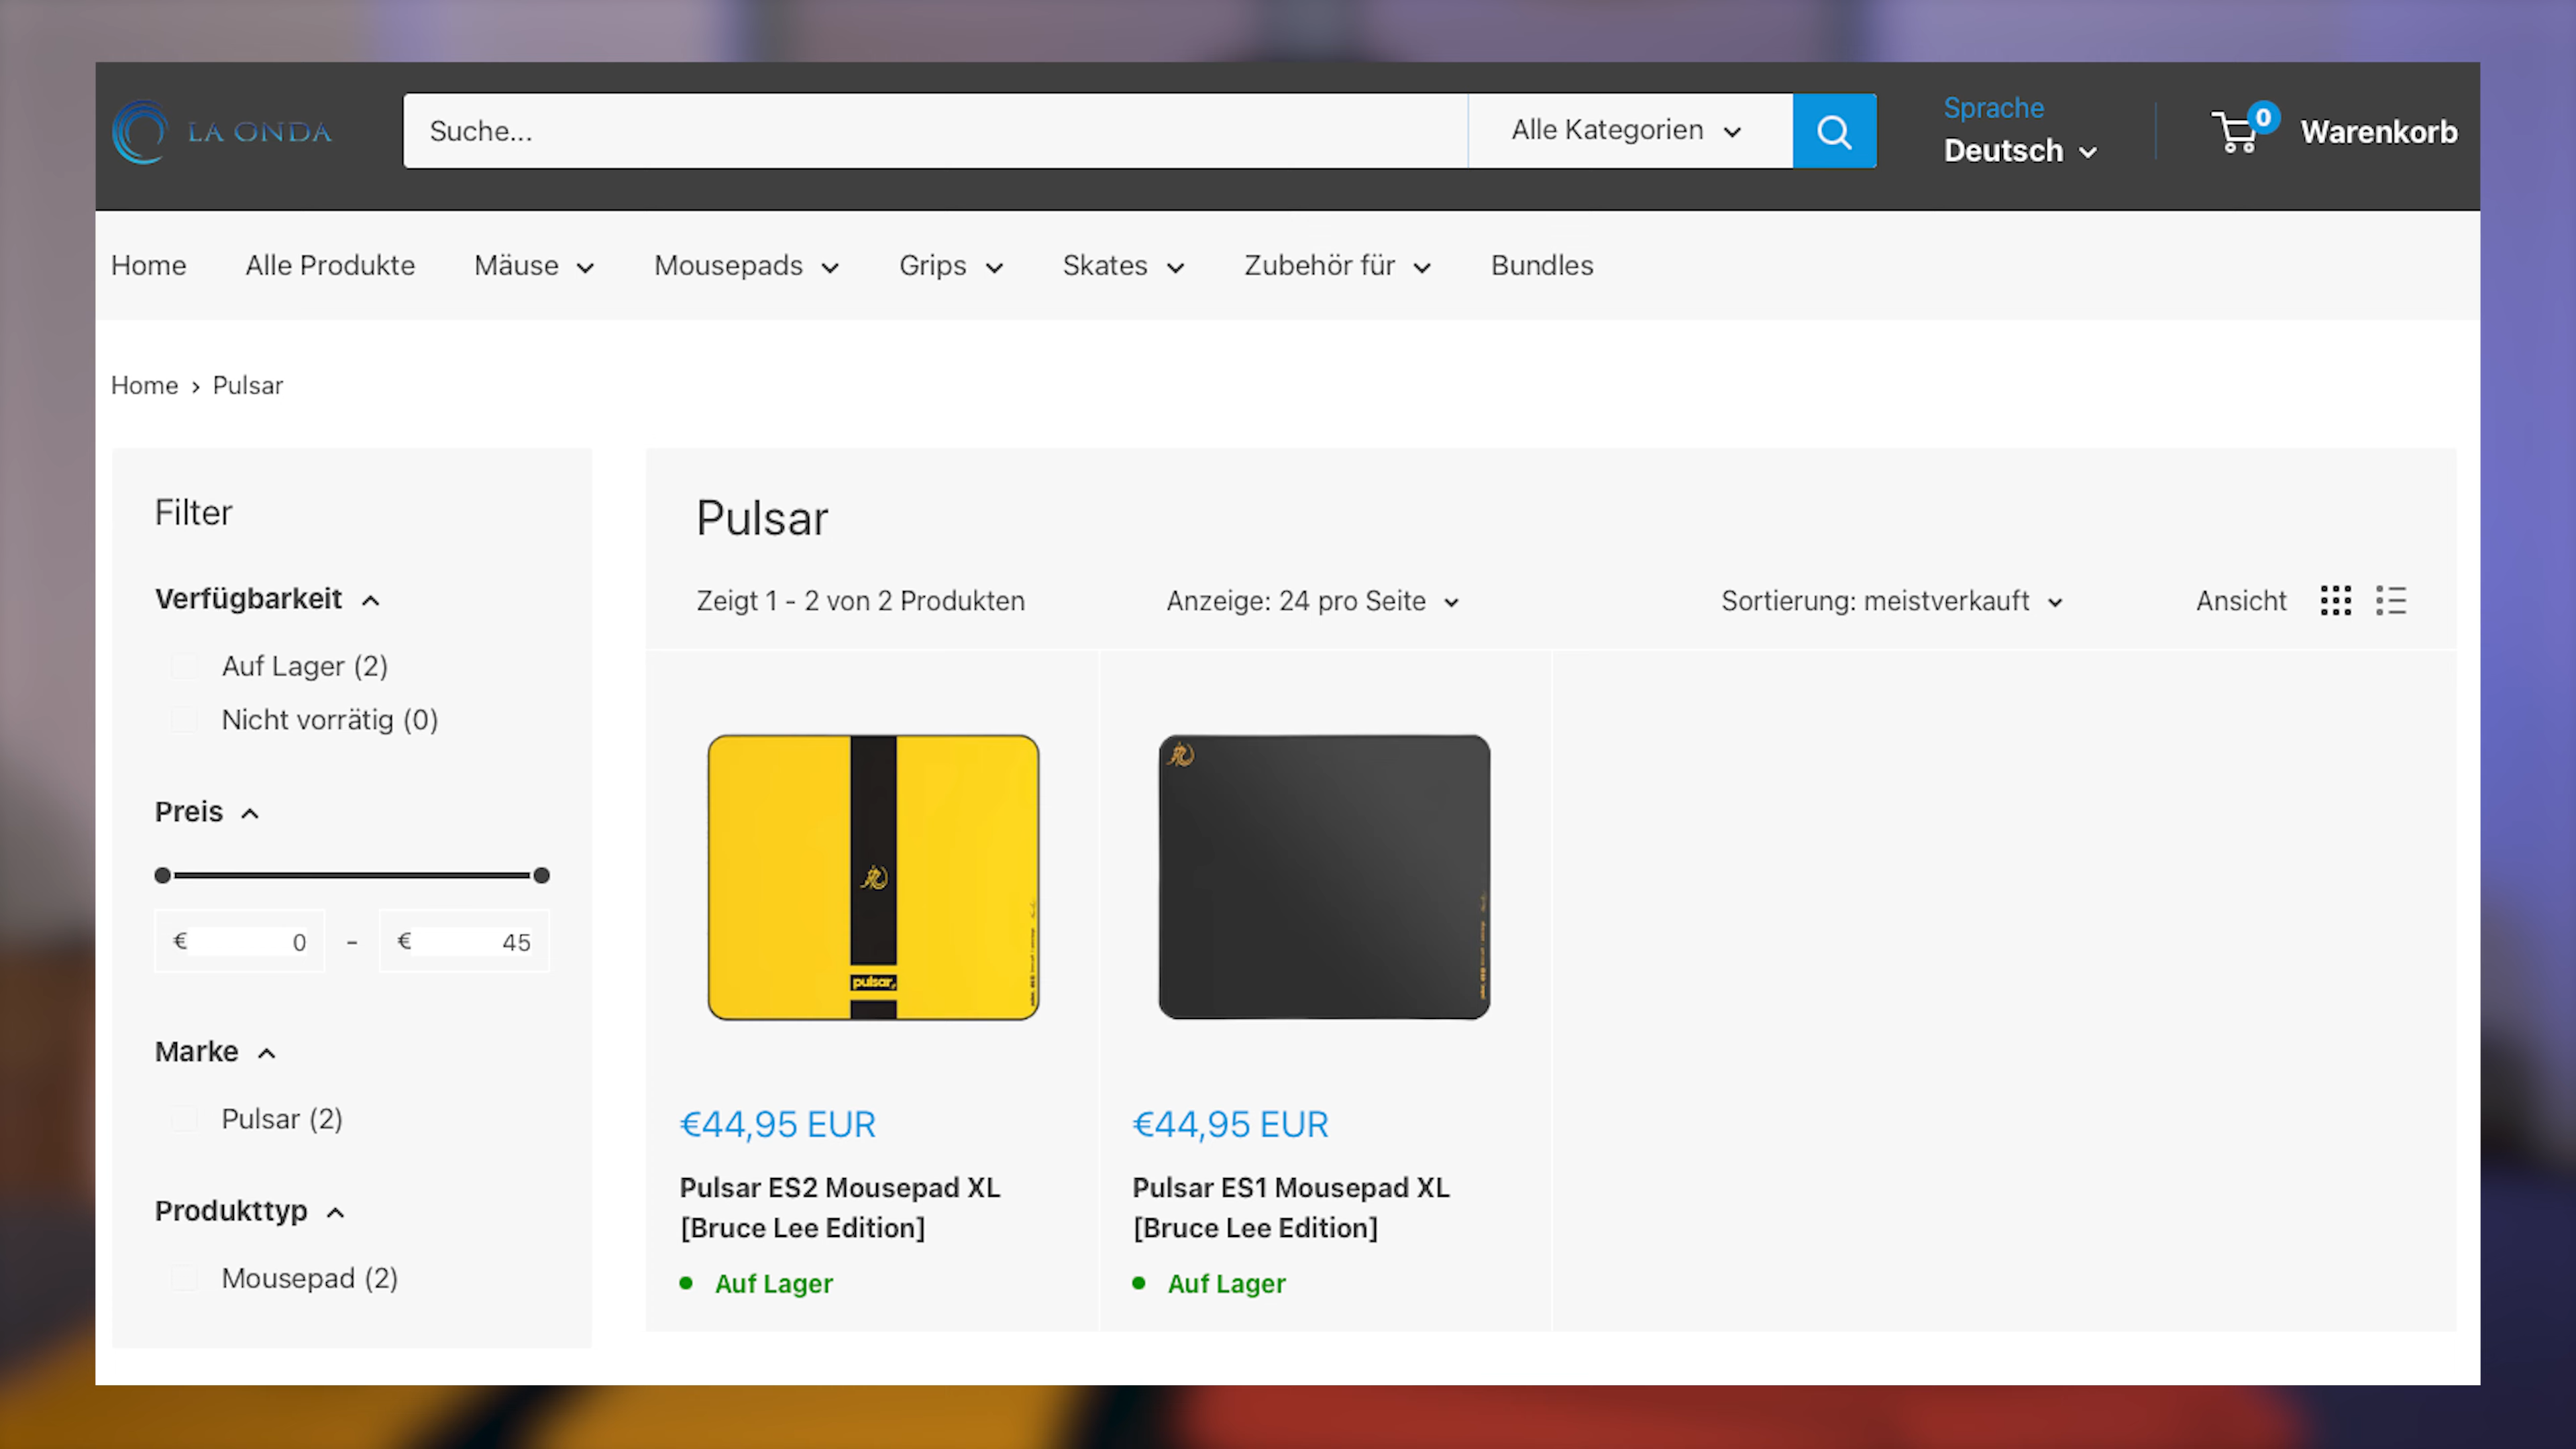 LA ONDA
Suche...
Alle Kategorien
Sprache
Deutsch
0
Warenkorb
Home
Alle Produkte
Mäuse
Mousepads
Grips
Skates
Zubehör für
Bundles
Home › Pulsar
Filter
Verfügbarkeit
Auf Lager (2)
Nicht vorrätig (0)
Preis
€ 0 - € 45
Marke
Pulsar (2)
Produkttyp
Mousepad (2)
Pulsar
Zeigt 1 - 2 von 2 Produkten
Anzeige: 24 pro Seite
Sortierung: meistverkauft
Ansicht
pulsar
€44,95 EUR
Pulsar ES2 Mousepad XL
[Bruce Lee Edition]
Auf Lager
€44,95 EUR
Pulsar ES1 Mousepad XL
[Bruce Lee Edition]
Auf Lager